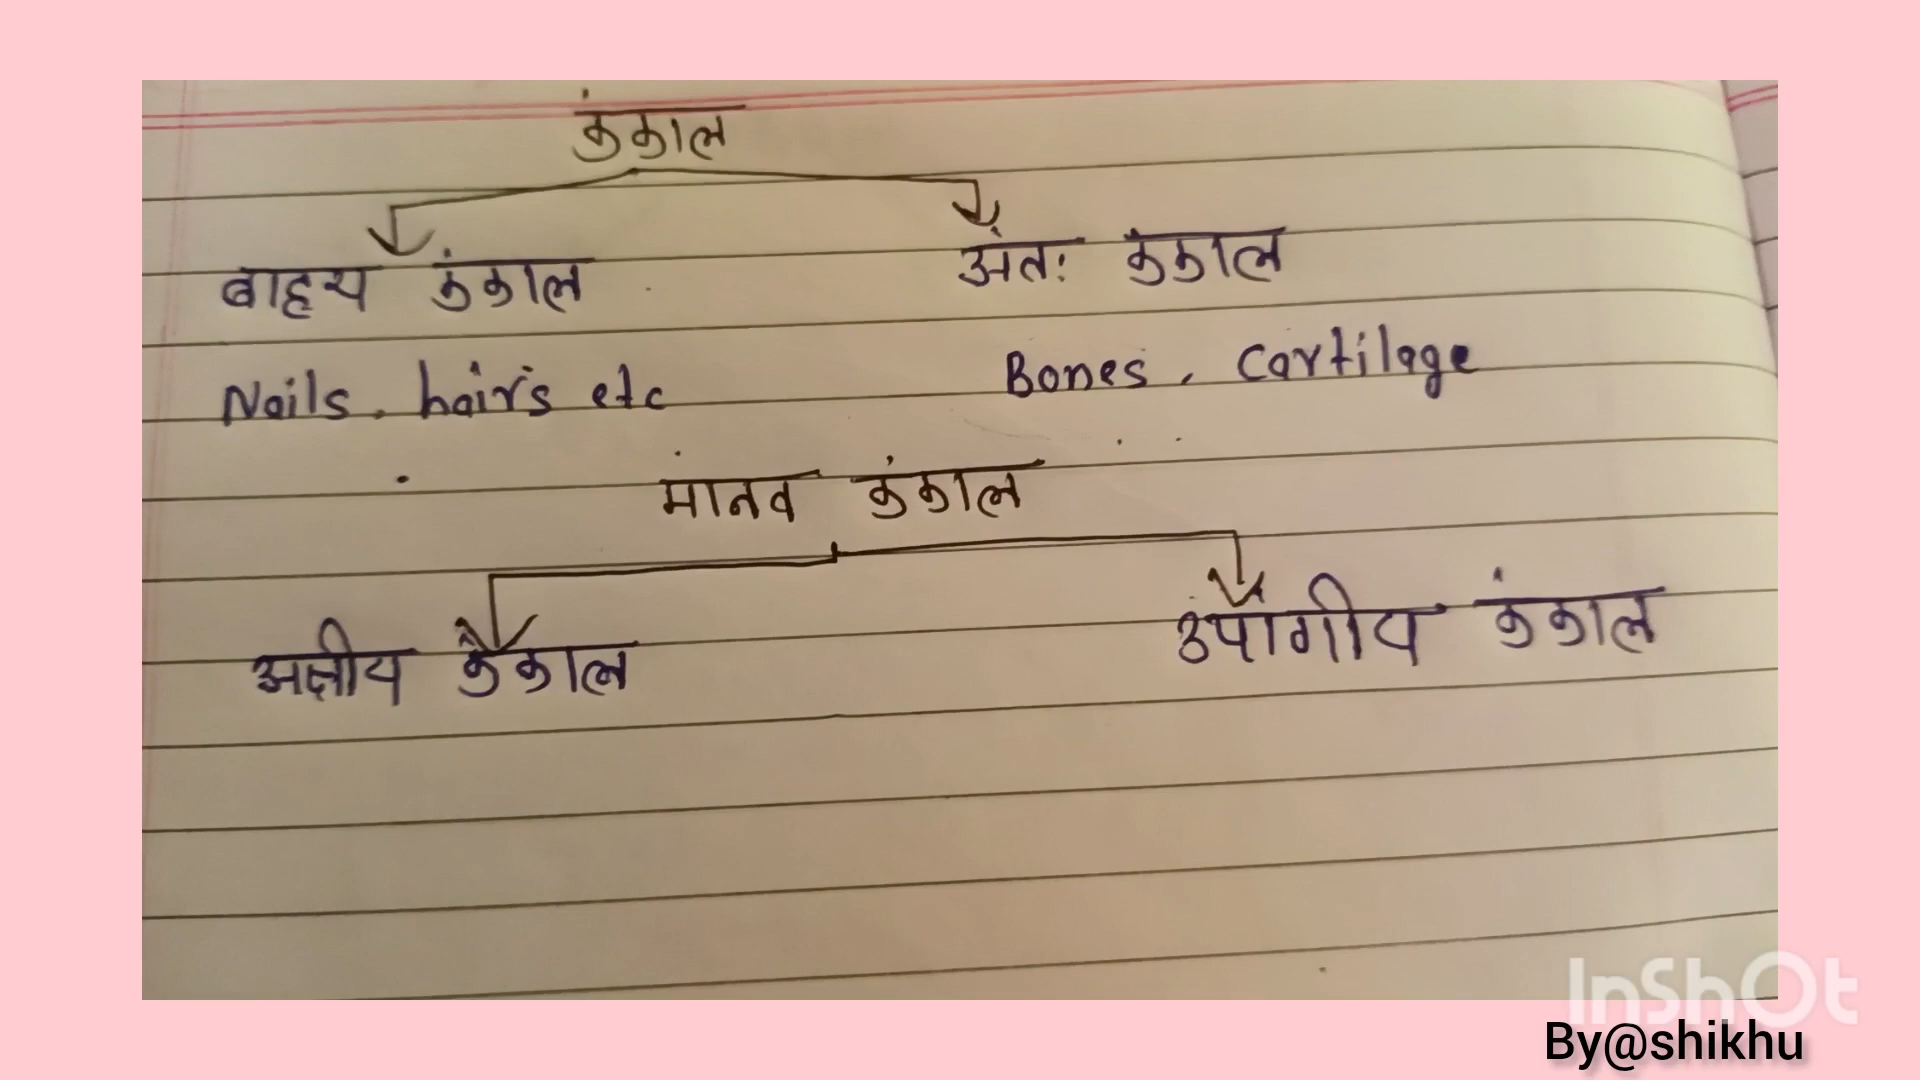 कंकाल
बाह्य कंकाल अंतः कंकाल
Nails, hairs etc Bones, Cartilage
मानव कंकाल
अक्षीय कंकाल उपांगीय कंकाल
InShOt
By@shikhu